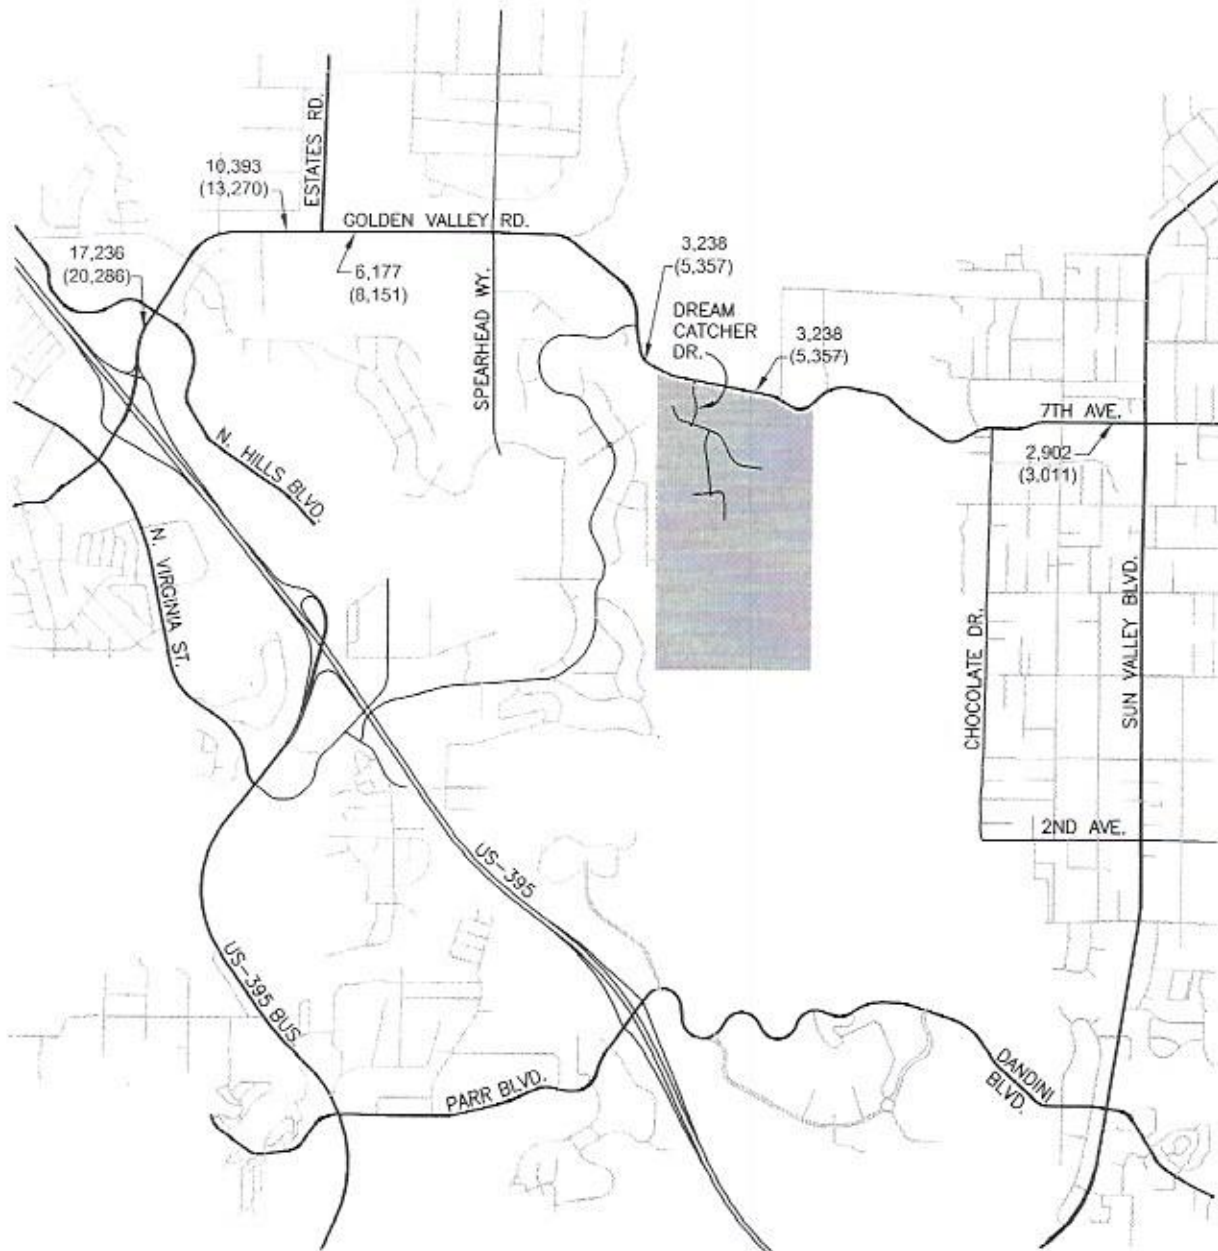 ESTATES RD.
10,393
(13,270)
GOLDEN VALLEY RD.
17,236
(20,286)
6,177
(8,151)
3,238
(5,357)
SPEARHEAD WY.
DREAM
CATCHER
DR.
3,238
(5,357)
7TH AVE.
2,902
(3,011)
N. HILLS BLVD.
N. VIRGINIA ST.
CHOCOLATE DR.
SUN VALLEY BLVD.
2ND AVE.
US-395
US-395 BUS
PARR BLVD.
DANDINI
BLVD.